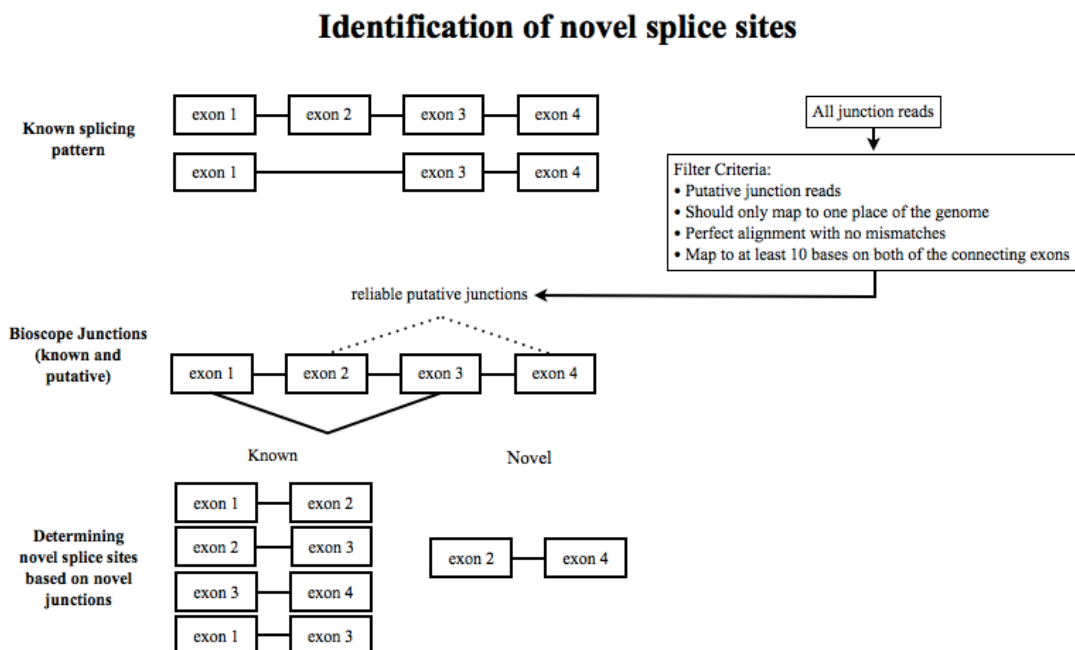 Identification of novel splice sites
Known splicing
pattern
exon 1
exon 2
exon 3
exon 4
exon 1
exon 3
exon 4
All junction reads
Filter Criteria:
• Putative junction reads
• Should only map to one place of the genome
• Perfect alignment with no mismatches
• Map to at least 10 bases on both of the connecting exons
reliable putative junctions
Bioscope Junctions
(known and
putative)
exon 1
exon 2
exon 3
exon 4
Known
Novel
Determining
novel splice sites
based on novel
junctions
exon 1
exon 2
exon 2
exon 3
exon 3
exon 4
exon 1
exon 3
exon 2
exon 4